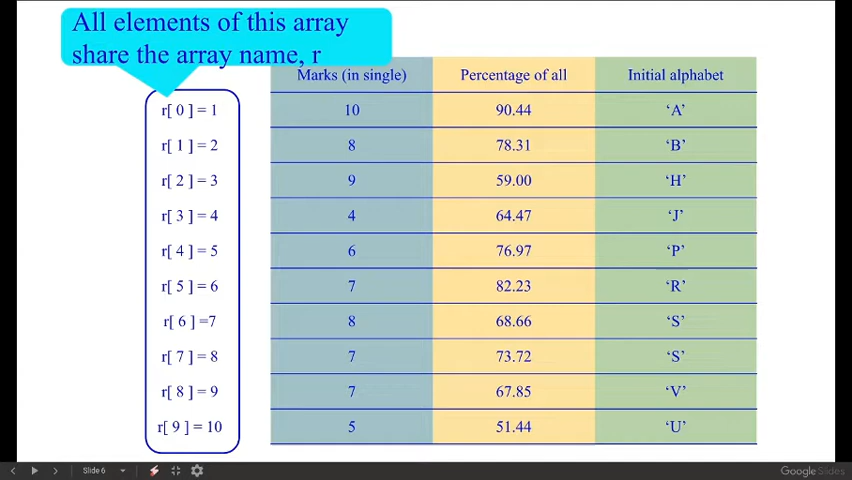 All elements of this array
share the array name, r
Marks (in single) Percentage of all Initial alphabet
r[ 0 ] = 1 10 90.44 ‘A’
r[ 1 ] = 2 8 78.31 ‘B’
r[ 2 ] = 3 9 59.00 ‘H’
r[ 3 ] = 4 4 64.47 ‘J’
r[ 4 ] = 5 6 76.97 ‘P’
r[ 5 ] = 6 7 82.23 ‘R’
r[ 6 ] =7 8 68.66 ‘S’
r[ 7 ] = 8 7 73.72 ‘S’
r[ 8 ] = 9 7 67.85 ‘V’
r[ 9 ] = 10 5 51.44 ‘U’
Slide 6 Google Slides